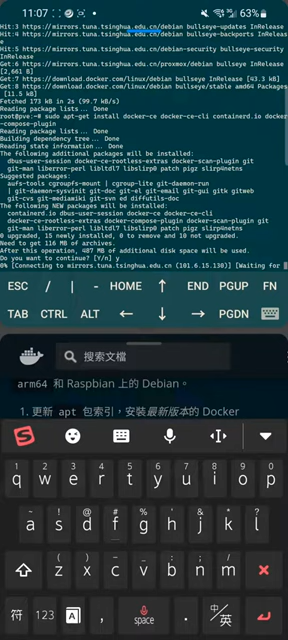 11:07 63%
Hit:3 https://mirrors.tuna.tsinghua.edu.cn/debian bullseye-updates InRelease
Hit:4 https://mirrors.tuna.tsinghua.edu.cn/debian bullseye-backports InRelease
Hit:5 https://mirrors.tuna.tsinghua.edu.cn/debian-security bullseye-security InRelease
Get:6 https://mirrors.tuna.tsinghua.edu.cn/proxmox/debian bullseye InRelease [2,661 B]
Get:7 https://download.docker.com/linux/debian bullseye InRelease [43.3 kB]
Get:8 https://download.docker.com/linux/debian bullseye/stable amd64 Packages [11.5 kB]
Fetched 173 kB in 2s (99.7 kB/s)
Reading package lists... Done
root@pve:~# sudo apt-get install docker-ce docker-ce-cli containerd.io docker-compose-plugin
Reading package lists... Done
Building dependency tree... Done
Reading state information... Done
The following additional packages will be installed:
dbus-user-session docker-ce-rootless-extras docker-scan-plugin git
git-man liberror-perl libltdl7 libslirp0 patch pigz slirp4netns
Suggested packages:
aufs-tools cgroupfs-mount | cgroup-lite git-daemon-run
| git-daemon-sysvinit git-doc git-el git-email git-gui gitk gitweb
git-cvs git-mediawiki git-svn ed diffutils-doc
The following NEW packages will be installed:
containerd.io dbus-user-session docker-ce docker-ce-cli
docker-ce-rootless-extras docker-compose-plugin docker-scan-plugin git
git-man liberror-perl libltdl7 libslirp0 patch pigz slirp4netns
0 upgraded, 15 newly installed, 0 to remove and 10 not upgraded.
Need to get 116 MB of archives.
After this operation, 487 MB of additional disk space will be used.
Do you want to continue? [Y/n] y
0% [Connecting to mirrors.tuna.tsinghua.edu.cn (101.6.15.130)] [Waiting for
ESC / | - HOME ↑ END PGUP FN
TAB CTRL ALT ← ↓ → PGDN
搜索文檔
arm64 和 Raspbian 上的 Debian。
1. 更新 apt 包索引，安裝最新版本的 Docker
S
1 2 3 4 5 6 7 8 9 0
q w e r t y u i o p
a s d f g h j k l
z x c v b n m
符 123 A , space . 中/英